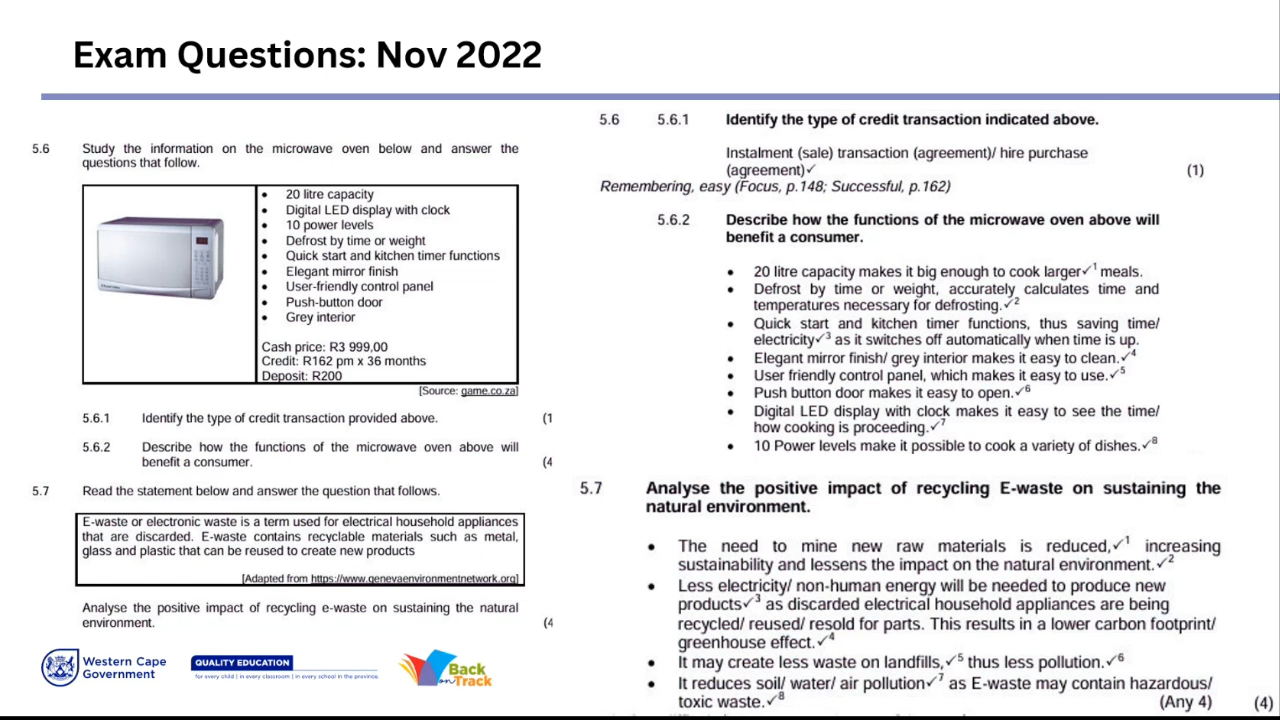 Exam Questions: Nov 2022
5.6 Study the information on the microwave oven below and answer the
questions that follow.
• 20 litre capacity
• Digital LED display with clock
• 10 power levels
• Defrost by time or weight
• Quick start and kitchen timer functions
• Elegant mirror finish
• User-friendly control panel
• Push-button door
• Grey interior
Cash price: R3 999,00
Credit: R162 pm x 36 months
Deposit: R200
[Source: game.co.za]
5.6.1 Identify the type of credit transaction provided above. (1
5.6.2 Describe how the functions of the microwave oven above will
benefit a consumer. (4
5.7 Read the statement below and answer the question that follows.
E-waste or electronic waste is a term used for electrical household appliances
that are discarded. E-waste contains recyclable materials such as metal,
glass and plastic that can be reused to create new products
[Adapted from https://www.genevaenvironmentnetwork.org]
Analyse the positive impact of recycling e-waste on sustaining the natural
environment. (4
Western Cape
Government
QUALITY EDUCATION
for every child | in every classroom | in every school in the province.
Back
on Track
5.6 5.6.1 Identify the type of credit transaction indicated above.
Instalment (sale) transaction (agreement)/ hire purchase
(agreement)✓ (1)
Remembering, easy (Focus, p.148; Successful, p.162)
5.6.2 Describe how the functions of the microwave oven above will
benefit a consumer.
• 20 litre capacity makes it big enough to cook larger✓1 meals.
• Defrost by time or weight, accurately calculates time and
temperatures necessary for defrosting.✓2
• Quick start and kitchen timer functions, thus saving time/
electricity✓3 as it switches off automatically when time is up.
• Elegant mirror finish/ grey interior makes it easy to clean.✓4
• User friendly control panel, which makes it easy to use.✓5
• Push button door makes it easy to open.✓6
• Digital LED display with clock makes it easy to see the time/
how cooking is proceeding.✓7
• 10 Power levels make it possible to cook a variety of dishes.✓8
5.7 Analyse the positive impact of recycling E-waste on sustaining the
natural environment.
• The need to mine new raw materials is reduced,✓1 increasing
sustainability and lessens the impact on the natural environment.✓2
• Less electricity/ non-human energy will be needed to produce new
products✓3 as discarded electrical household appliances are being
recycled/ reused/ resold for parts. This results in a lower carbon footprint/
greenhouse effect.✓4
• It may create less waste on landfills,✓5 thus less pollution.✓6
• It reduces soil/ water/ air pollution✓7 as E-waste may contain hazardous/
toxic waste.✓8 (Any 4) (4)